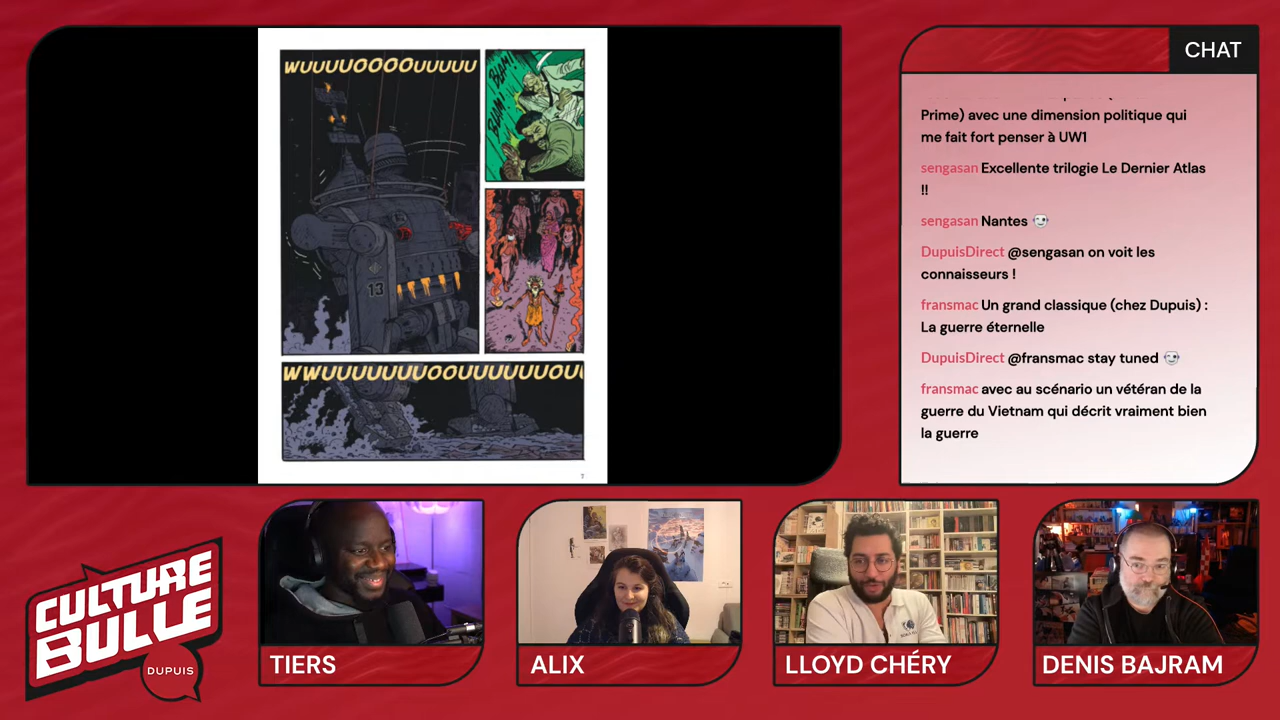 WUUUUOOOOUUUUU
BLAM!
BLAM!
13
13
WWUUUUUUUUOOUUUUUUUOUU
CHAT
Prime) avec une dimension politique qui
me fait fort penser à UW1
sengasan Excellente trilogie Le Dernier Atlas
!!
sengasan Nantes
DupuisDirect @sengasan on voit les
connaisseurs !
fransmac Un grand classique (chez Dupuis) :
La guerre éternelle
DupuisDirect @fransmac stay tuned
fransmac avec au scénario un vétéran de la
guerre du Vietnam qui décrit vraiment bien
la guerre
CULTURE
BULLE
DUPUIS
TIERS
ALIX
LLOYD CHÉRY
DENIS BAJRAM